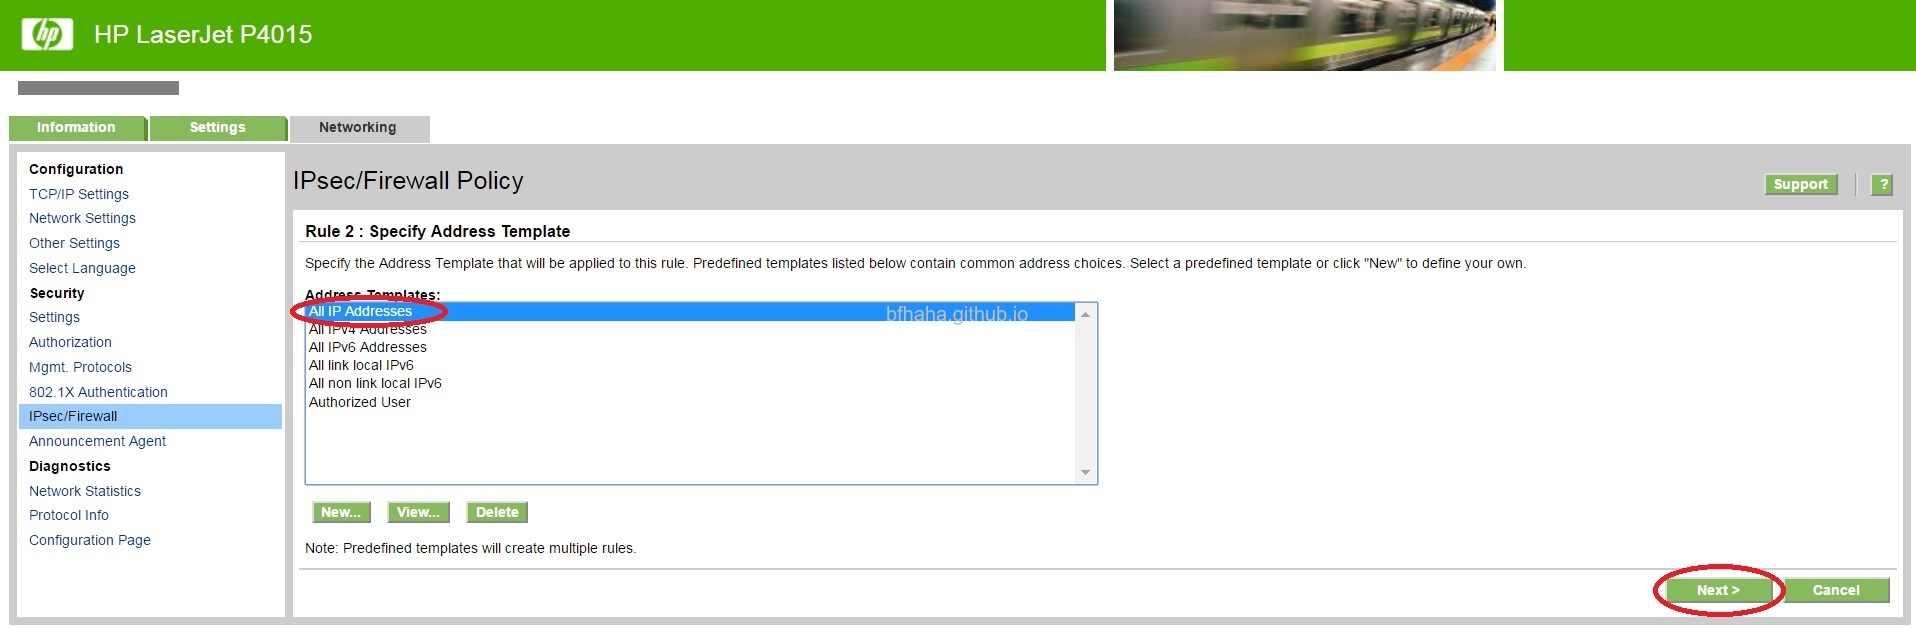 hp HP LaserJet P4015
Information Settings Networking
Configuration
TCP/IP Settings
Network Settings
Other Settings
Select Language
Security
Settings
Authorization
Mgmt. Protocols
802.1X Authentication
IPsec/Firewall
Announcement Agent
Diagnostics
Network Statistics
Protocol Info
Configuration Page
IPsec/Firewall Policy
Support ?
Rule 2 : Specify Address Template
Specify the Address Template that will be applied to this rule. Predefined templates listed below contain common address choices. Select a predefined template or click "New" to define your own.
Address Templates:
All IP Addresses
bfhaha.github.io
All IPv4 Addresses
All IPv6 Addresses
All link local IPv6
All non link local IPv6
Authorized User
New... View... Delete
Note: Predefined templates will create multiple rules.
Next > Cancel